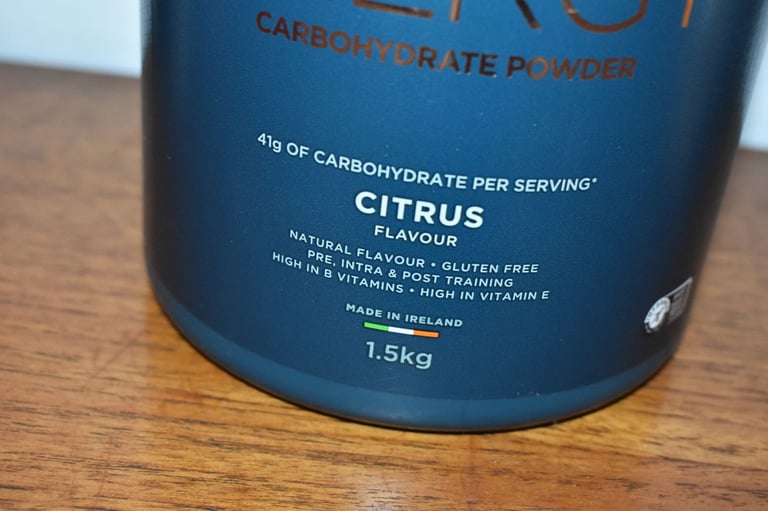 CARBOHYDRATE POWDER
41g OF CARBOHYDRATE PER SERVING*
CITRUS
FLAVOUR
NATURAL FLAVOUR • GLUTEN FREE
PRE, INTRA & POST TRAINING
HIGH IN B VITAMINS • HIGH IN VITAMIN E
MADE IN IRELAND
1.5kg